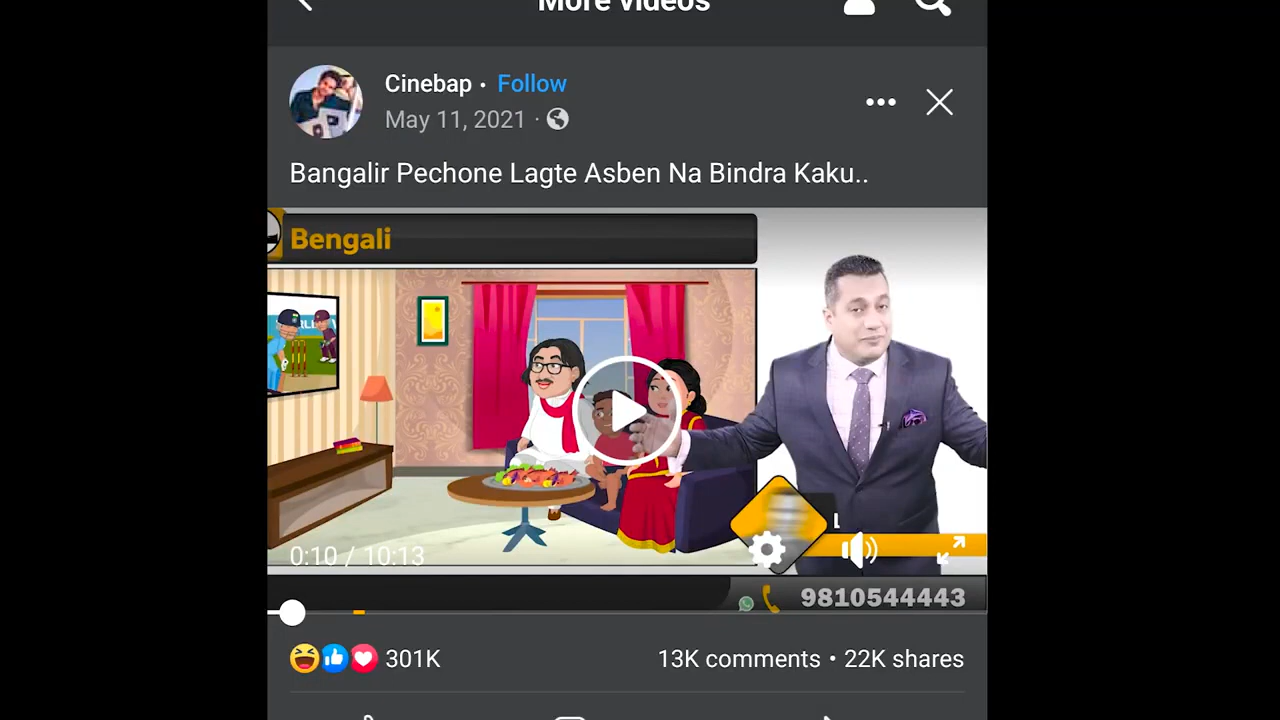 More videos
Cinebap · Follow
May 11, 2021 ·
Bangalir Pechone Lagte Asben Na Bindra Kaku..
Bengali
0:10 / 10:13
9810544443
301K
13K comments • 22K shares